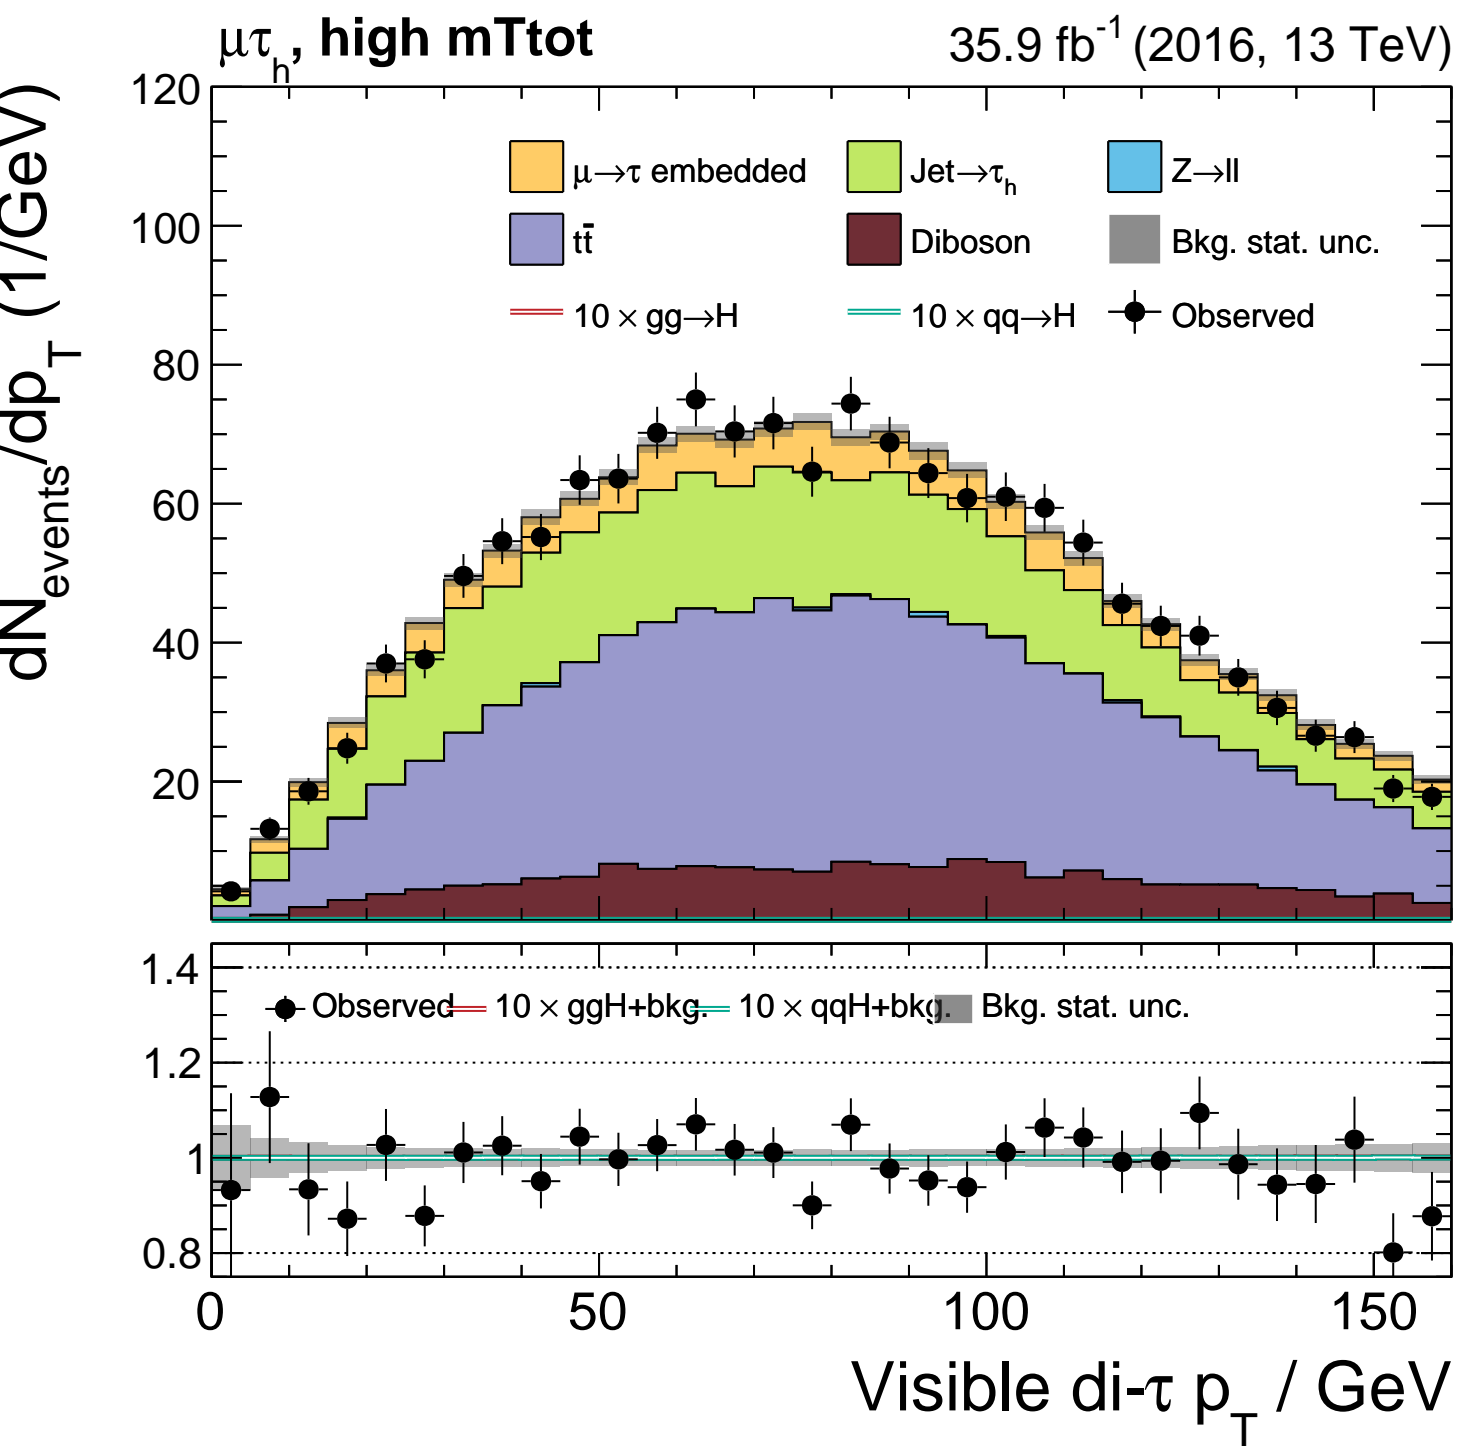 μτh, high mTtot 35.9 fb-1 (2016, 13 TeV)
dNevents/dpT (1/GeV)
120
100
80
60
40
20
μ→τ embedded Jet→τh Z→ll
tt̄ Diboson Bkg. stat. unc.
10 × gg→H 10 × qq→H Observed
1.4
1.2
1
0.8
Observed 10 × ggH+bkg. 10 × qqH+bkg. Bkg. stat. unc.
0 50 100 150
Visible di-τ pT / GeV